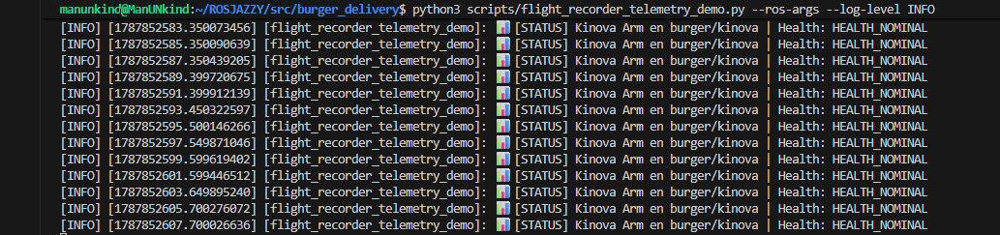 manunkind@ManUNkind:~/ROSJAZZY/src/burger_delivery$ python3 scripts/flight_recorder_telemetry_demo.py --ros-args --log-level INFO
[INFO] [1787852583.350073456] [flight_recorder_telemetry_demo]: 📊 [STATUS] Kinova Arm en burger/kinova | Health: HEALTH_NOMINAL
[INFO] [1787852585.350090639] [flight_recorder_telemetry_demo]: 📊 [STATUS] Kinova Arm en burger/kinova | Health: HEALTH_NOMINAL
[INFO] [1787852587.350439205] [flight_recorder_telemetry_demo]: 📊 [STATUS] Kinova Arm en burger/kinova | Health: HEALTH_NOMINAL
[INFO] [1787852589.399720675] [flight_recorder_telemetry_demo]: 📊 [STATUS] Kinova Arm en burger/kinova | Health: HEALTH_NOMINAL
[INFO] [1787852591.399912139] [flight_recorder_telemetry_demo]: 📊 [STATUS] Kinova Arm en burger/kinova | Health: HEALTH_NOMINAL
[INFO] [1787852593.450322597] [flight_recorder_telemetry_demo]: 📊 [STATUS] Kinova Arm en burger/kinova | Health: HEALTH_NOMINAL
[INFO] [1787852595.500146266] [flight_recorder_telemetry_demo]: 📊 [STATUS] Kinova Arm en burger/kinova | Health: HEALTH_NOMINAL
[INFO] [1787852597.549871046] [flight_recorder_telemetry_demo]: 📊 [STATUS] Kinova Arm en burger/kinova | Health: HEALTH_NOMINAL
[INFO] [1787852599.599619402] [flight_recorder_telemetry_demo]: 📊 [STATUS] Kinova Arm en burger/kinova | Health: HEALTH_NOMINAL
[INFO] [1787852601.599446512] [flight_recorder_telemetry_demo]: 📊 [STATUS] Kinova Arm en burger/kinova | Health: HEALTH_NOMINAL
[INFO] [1787852603.649895240] [flight_recorder_telemetry_demo]: 📊 [STATUS] Kinova Arm en burger/kinova | Health: HEALTH_NOMINAL
[INFO] [1787852605.700276072] [flight_recorder_telemetry_demo]: 📊 [STATUS] Kinova Arm en burger/kinova | Health: HEALTH_NOMINAL
[INFO] [1787852607.700026636] [flight_recorder_telemetry_demo]: 📊 [STATUS] Kinova Arm en burger/kinova | Health: HEALTH_NOMINAL